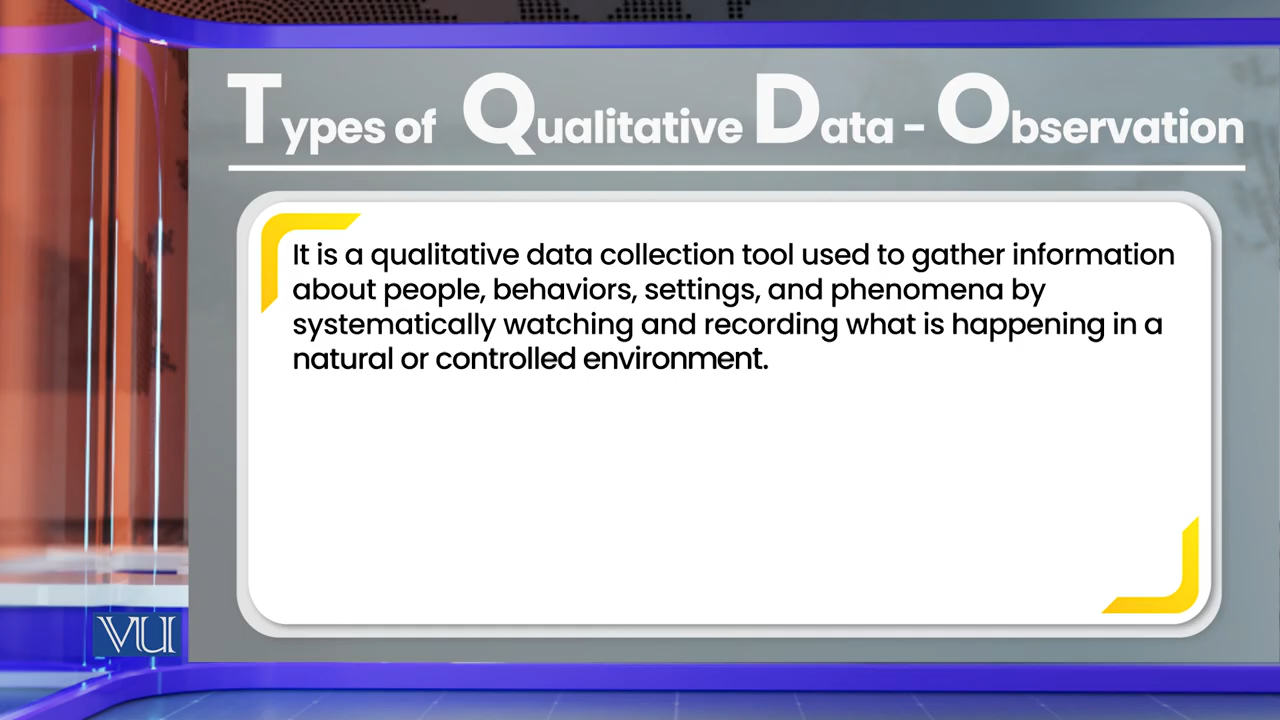 Types of Qualitative Data - Observation
It is a qualitative data collection tool used to gather information
about people, behaviors, settings, and phenomena by
systematically watching and recording what is happening in a
natural or controlled environment.
VU